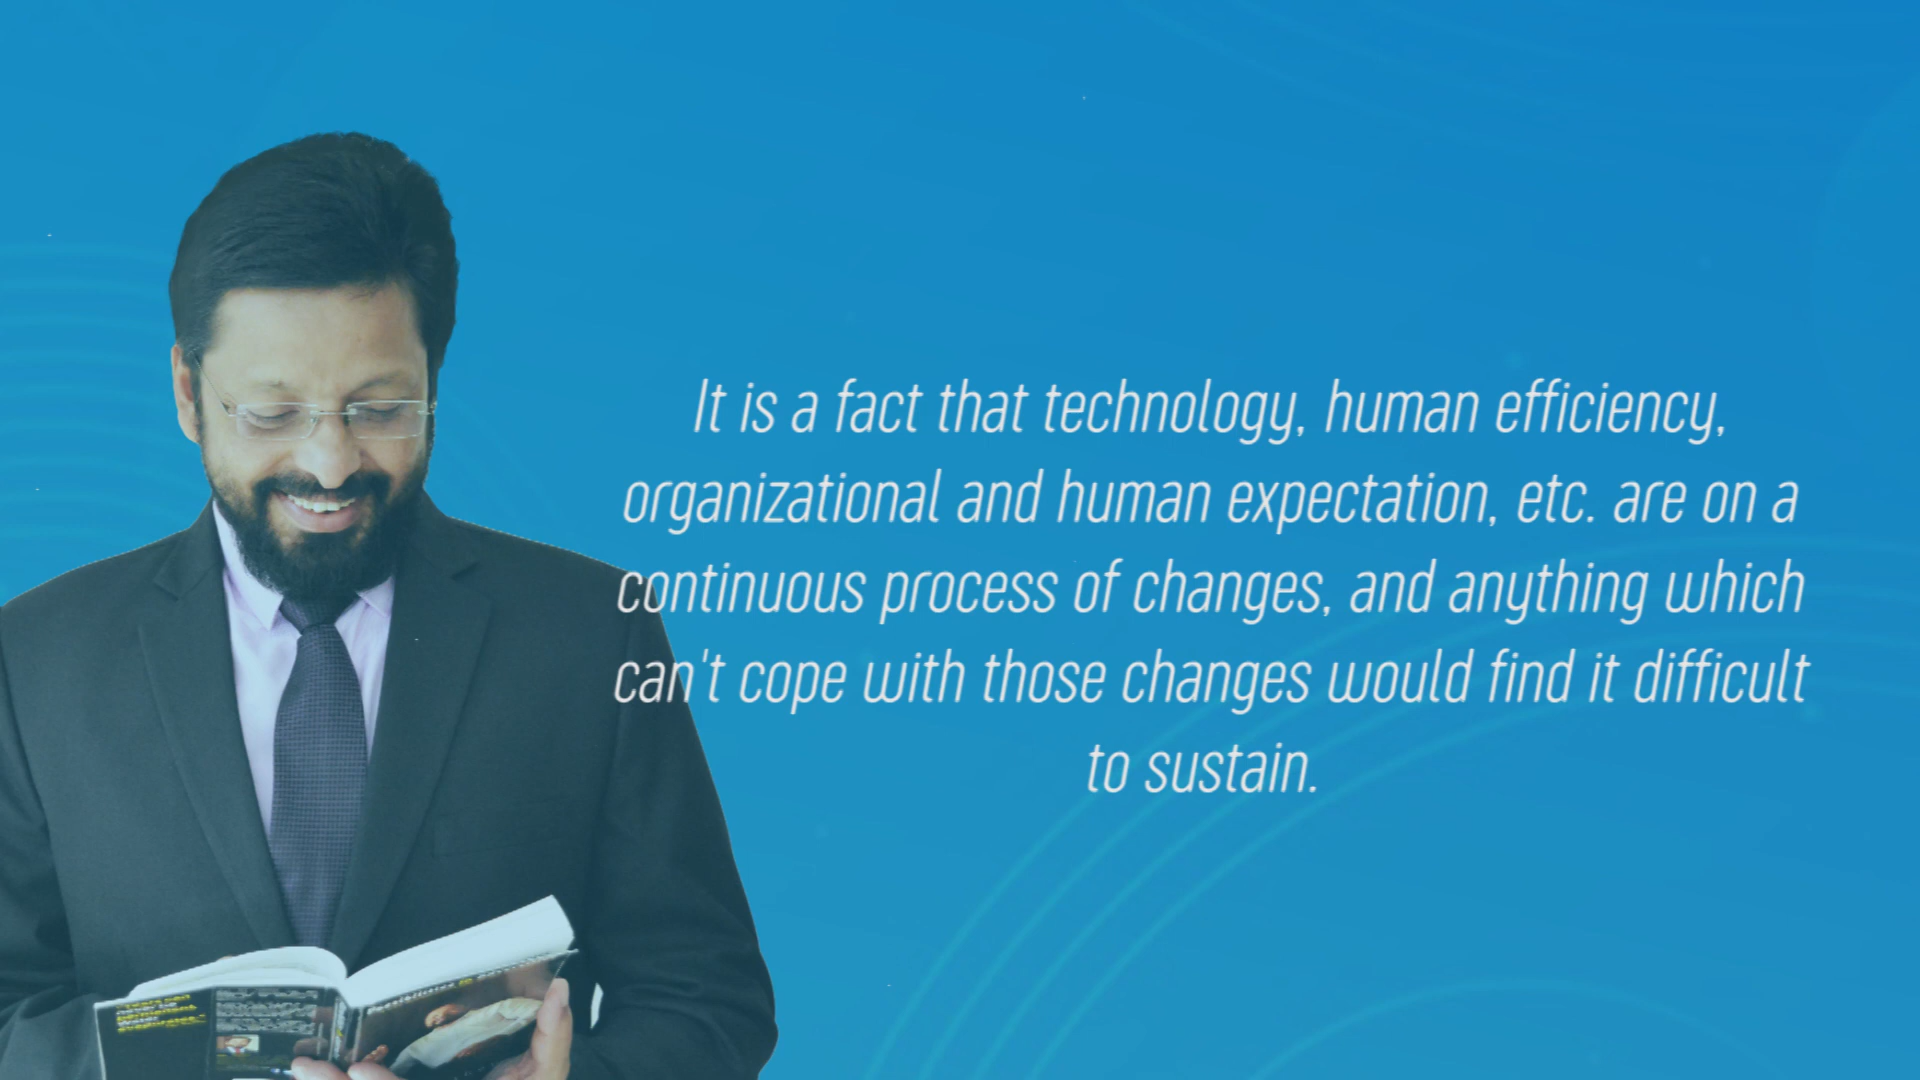 It is a fact that technology, human efficiency,
organizational and human expectation, etc. are on a
continuous process of changes, and anything which
can't cope with those changes would find it difficult
to sustain.